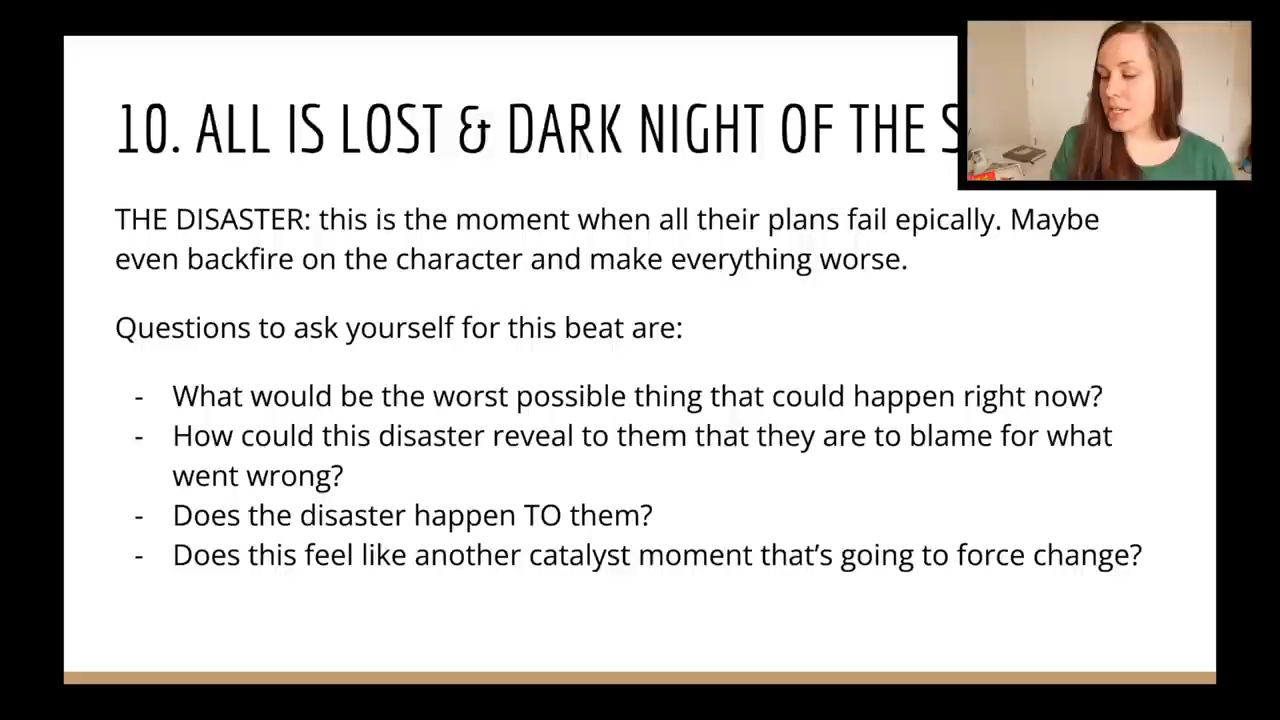 10. ALL IS LOST & DARK NIGHT OF THE
THE DISASTER: this is the moment when all their plans fail epically. Maybe
even backfire on the character and make everything worse.
Questions to ask yourself for this beat are:
- What would be the worst possible thing that could happen right now?
- How could this disaster reveal to them that they are to blame for what
went wrong?
- Does the disaster happen TO them?
- Does this feel like another catalyst moment that's going to force change?